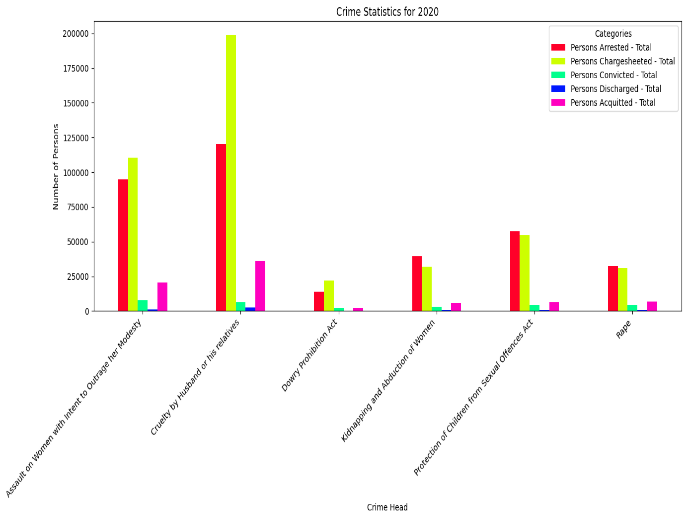 Crime Statistics for 2020
Categories
Persons Arrested - Total
Persons Chargesheeted - Total
Persons Convicted - Total
Persons Discharged - Total
Persons Acquitted - Total
Number of Persons
200000
175000
150000
125000
100000
75000
50000
25000
0
Assault on Women with Intent to Outrage her Modesty
Cruelty by Husband or his relatives
Dowry Prohibition Act
Kidnapping and Abduction of Women
Protection of Children from Sexual Offences Act
Rape
Crime Head